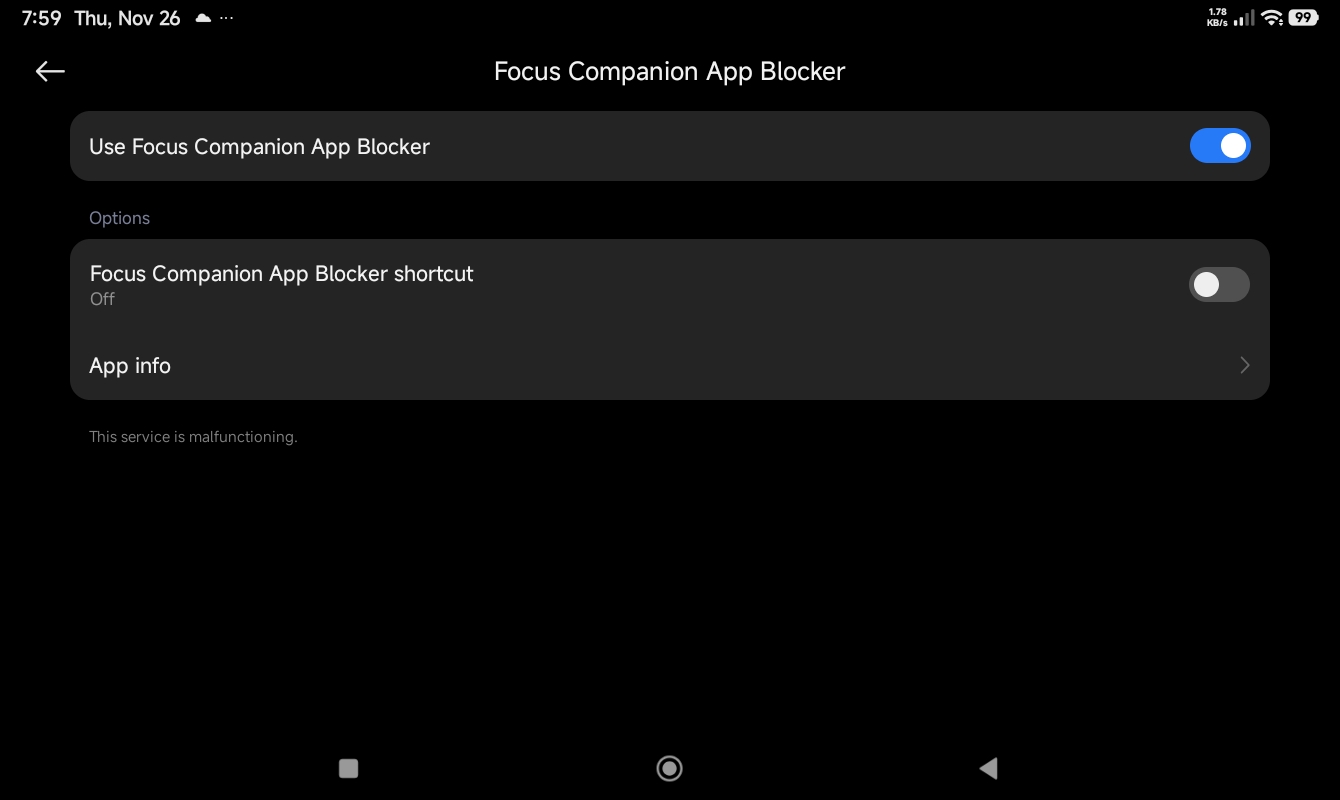 7:59 Thu, Nov 26 ...
1.78
KB/s
99
Focus Companion App Blocker
Use Focus Companion App Blocker
Options
Focus Companion App Blocker shortcut
Off
App info
This service is malfunctioning.